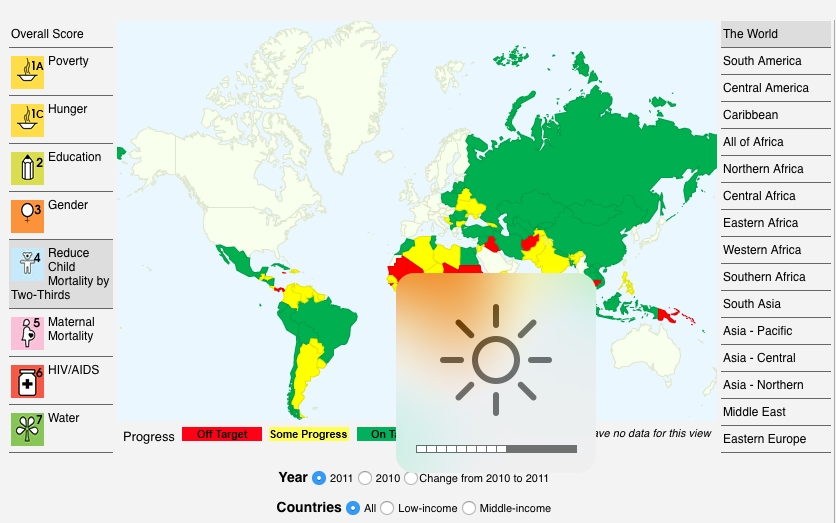 Overall Score
1A Poverty
1C Hunger
2 Education
3 Gender
4 Reduce
Child
Mortality by
Two-Thirds
5 Maternal
Mortality
6 HIV/AIDS
7 Water
Progress Off Target Some Progress On Ta ave no data for this view
Year 2011 2010 Change from 2010 to 2011
Countries All Low-income Middle-income
The World
South America
Central America
Caribbean
All of Africa
Northern Africa
Central Africa
Eastern Africa
Western Africa
Southern Africa
South Asia
Asia - Pacific
Asia - Central
Asia - Northern
Middle East
Eastern Europe